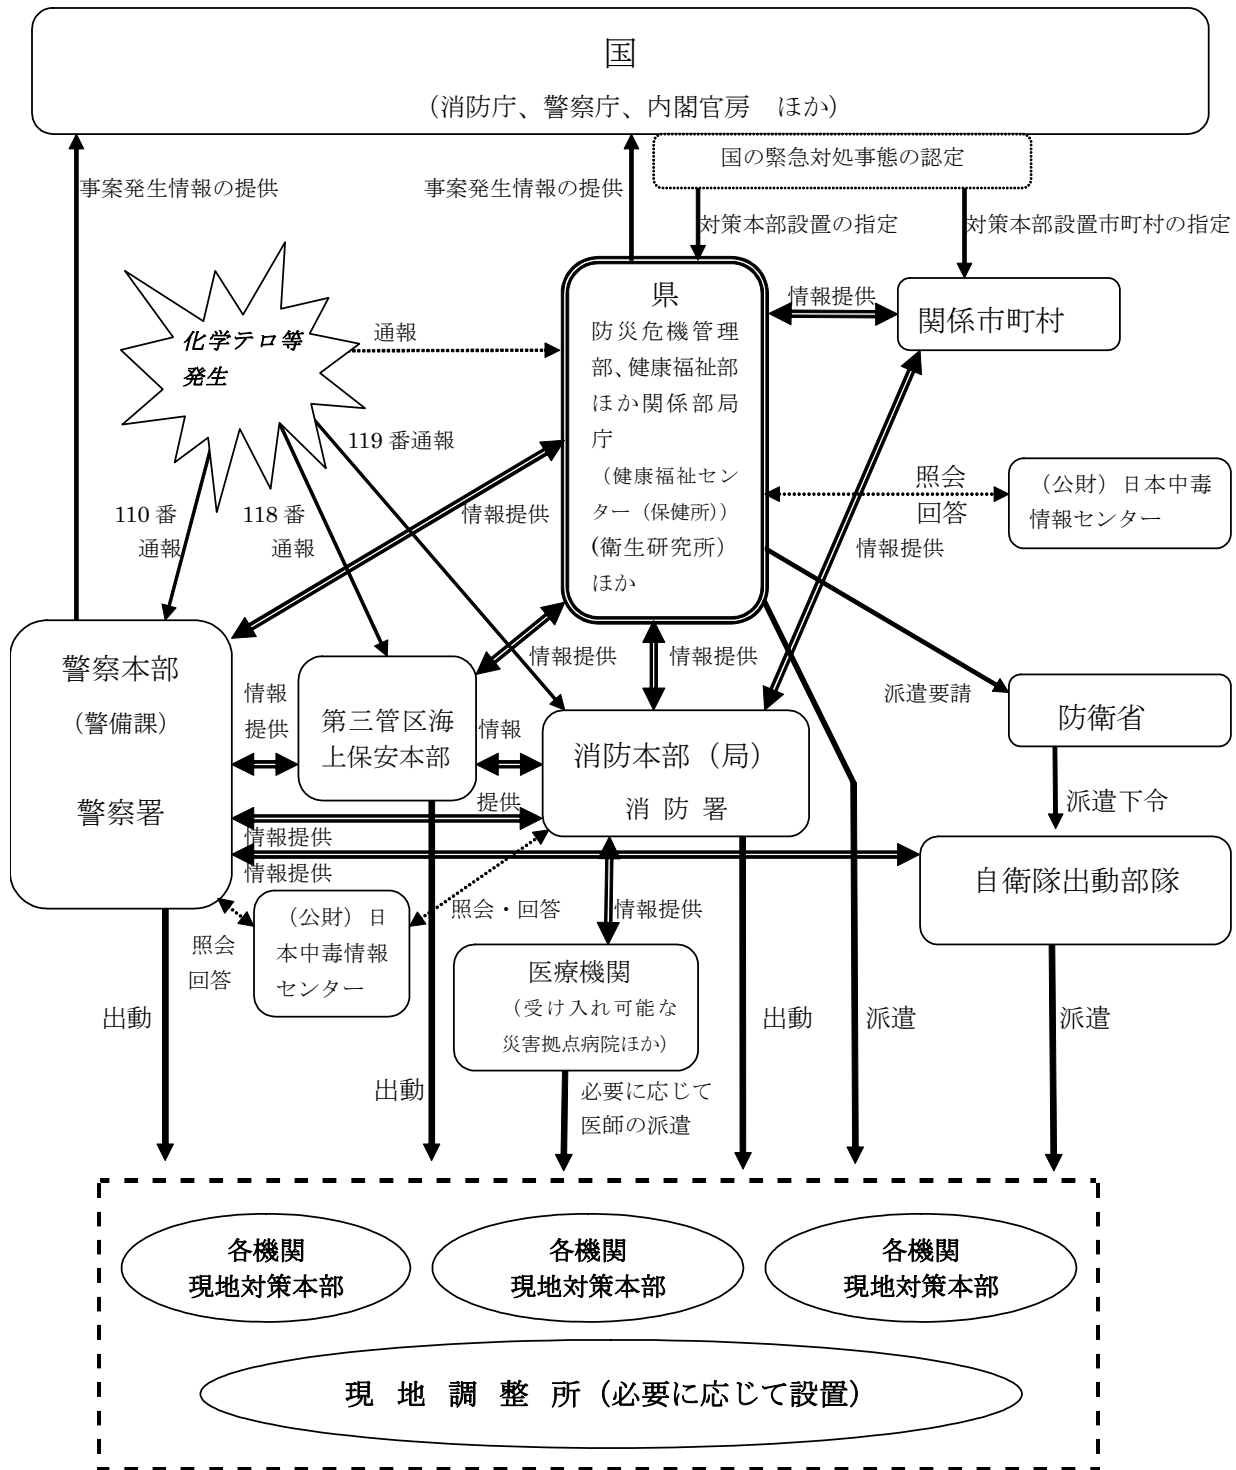 国
（消防庁、警察庁、内閣官房　ほか）
国の緊急対処事態の認定
事案発生情報の提供
事案発生情報の提供
対策本部設置の指定
対策本部設置市町村の指定
化学テロ等
発生
通報
県
防災危機管理
部、健康福祉部
ほか関係部局
庁
（健康福祉セン
ター（保健所））
（衛生研究所）
ほか
情報提供
関係市町村
119 番通報
110 番
通報
118 番
通報
情報提供
照会
回答
（公財）日本中毒
情報センター
情報提供
情報提供
情報提供
派遣要請
警察本部
（警備課）
警察署
情報
提供
第三管区海
上保安本部
情報
提供
消防本部（局）
消 防 署
防衛省
派遣下令
情報提供
情報提供
自衛隊出動部隊
照会
回答
（公財）日
本中毒情報
センター
照会・回答
情報提供
医療機関
（受け入れ可能な
災害拠点病院ほか）
出動
出動
必要に応じて
医師の派遣
出動
派遣
派遣
各機関
現地対策本部
各機関
現地対策本部
各機関
現地対策本部
現　地　調　整　所（必要に応じて設置）